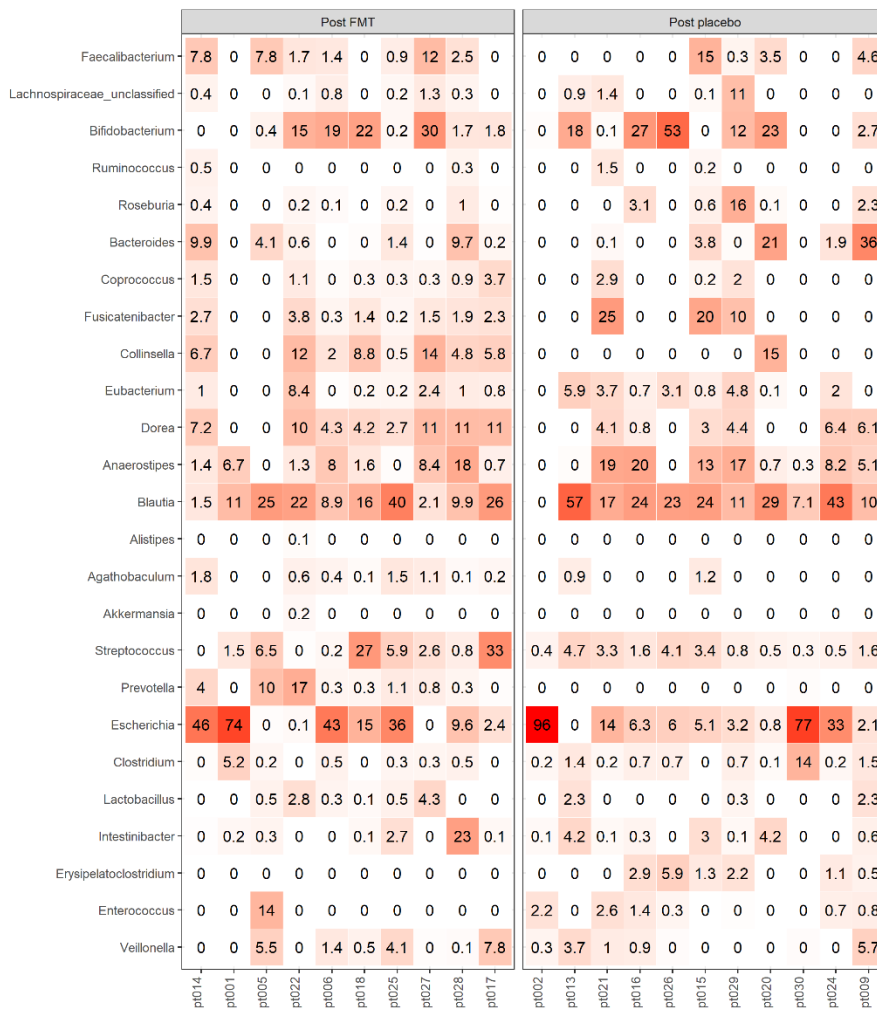 Post FMT Post placebo
Faecalibacterium 7.8 0 7.8 1.7 1.4 0 0.9 12 2.5 0 0 0 0 0 0 15 0.3 3.5 0 0 4.6
Lachnospiraceae_unclassified 0.4 0 0 0.1 0.8 0 0.2 1.3 0.3 0 0 0.9 1.4 0 0 0.1 11 0 0 0 0
Bifidobacterium 0 0 0.4 15 19 22 0.2 30 1.7 1.8 0 18 0.1 27 53 0 12 23 0 0 2.7
Ruminococcus 0.5 0 0 0 0 0 0 0 0.3 0 0 0 1.5 0 0 0.2 0 0 0 0 0
Roseburia 0.4 0 0 0.2 0.1 0 0.2 0 1 0 0 0 0 3.1 0 0.6 16 0.1 0 0 2.3
Bacteroides 9.9 0 4.1 0.6 0 0 1.4 0 9.7 0.2 0 0 0.1 0 0 3.8 0 21 0 1.9 36
Coprococcus 1.5 0 0 1.1 0 0.3 0.3 0.3 0.9 3.7 0 0 2.9 0 0 0.2 2 0 0 0 0
Fusicatenibacter 2.7 0 0 3.8 0.3 1.4 0.2 1.5 1.9 2.3 0 0 25 0 0 20 10 0 0 0 0
Collinsella 6.7 0 0 12 2 8.8 0.5 14 4.8 5.8 0 0 0 0 0 0 0 15 0 0 0
Eubacterium 1 0 0 8.4 0 0.2 0.2 2.4 1 0.8 0 5.9 3.7 0.7 3.1 0.8 4.8 0.1 0 2 0
Dorea 7.2 0 0 10 4.3 4.2 2.7 11 11 11 0 0 4.1 0.8 0 3 4.4 0 0 6.4 6.1
Anaerostipes 1.4 6.7 0 1.3 8 1.6 0 8.4 18 0.7 0 0 19 20 0 13 17 0.7 0.3 8.2 5.1
Blautia 1.5 11 25 22 8.9 16 40 2.1 9.9 26 0 57 17 24 23 24 11 29 7.1 43 10
Alistipes 0 0 0 0.1 0 0 0 0 0 0 0 0 0 0 0 0 0 0 0 0 0
Agathobaculum 1.8 0 0 0.6 0.4 0.1 1.5 1.1 0.1 0.2 0 0.9 0 0 0 1.2 0 0 0 0 0
Akkermansia 0 0 0 0.2 0 0 0 0 0 0 0 0 0 0 0 0 0 0 0 0 0
Streptococcus 0 1.5 6.5 0 0.2 27 5.9 2.6 0.8 33 0.4 4.7 3.3 1.6 4.1 3.4 0.8 0.5 0.3 0.5 1.6
Prevotella 4 0 10 17 0.3 0.3 1.1 0.8 0.3 0 0 0 0 0 0 0 0 0 0 0 0
Escherichia 46 74 0 0.1 43 15 36 0 9.6 2.4 96 0 14 6.3 6 5.1 3.2 0.8 77 33 2.1
Clostridium 0 5.2 0.2 0 0.5 0 0.3 0.3 0.5 0 0.2 1.4 0.2 0.7 0.7 0 0.7 0.1 14 0.2 1.5
Lactobacillus 0 0 0.5 2.8 0.3 0.1 0.5 4.3 0 0 0 2.3 0 0 0 0 0.3 0 0 0 2.3
Intestinibacter 0 0.2 0.3 0 0 0.1 2.7 0 23 0.1 0.1 4.2 0.1 0.3 0 3 0.1 4.2 0 0 0.6
Erysipelatoclostridium 0 0 0 0 0 0 0 0 0 0 0 0 0 2.9 5.9 1.3 2.2 0 0 1.1 0.5
Enterococcus 0 0 14 0 0 0 0 0 0 0 2.2 0 2.6 1.4 0.3 0 0 0 0 0.7 0.8
Veillonella 0 0 5.5 0 1.4 0.5 4.1 0 0.1 7.8 0.3 3.7 1 0.9 0 0 0 0 0 0 5.7
pt014 pt001 pt005 pt022 pt006 pt018 pt025 pt027 pt028 pt017 pt002 pt013 pt021 pt016 pt026 pt015 pt029 pt020 pt030 pt024 pt009